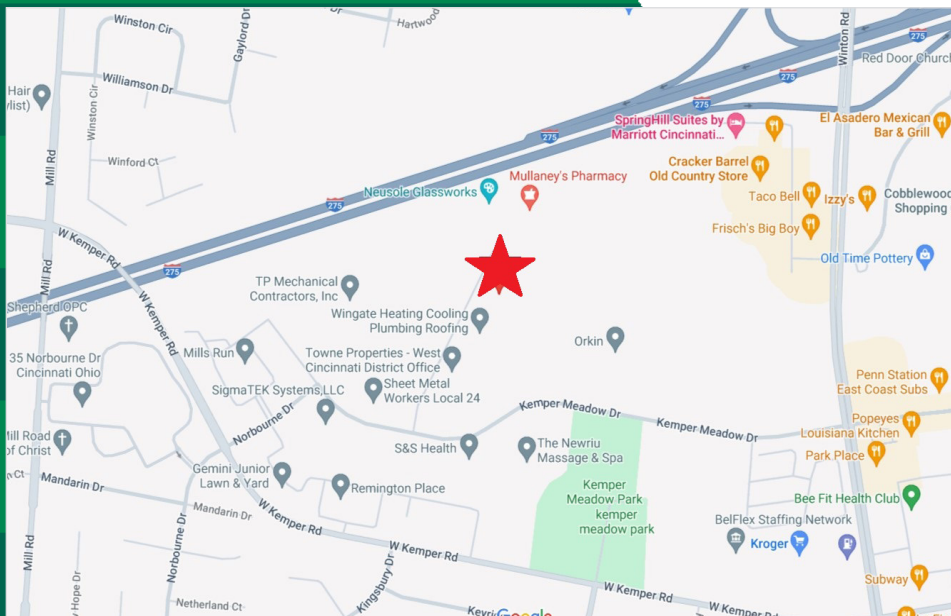 Hartwood
Winston Cir
Gaylord Dr
Winton Rd
275
Red Door Church
Williamson Dr
275
Hair
ylist)
Winston Cir
275
SpringHill Suites by
Marriott Cincinnati...
El Asadero Mexican
Bar & Grill
275
Mill Rd
Winford Ct
Cracker Barrel
Old Country Store
Mullaney's Pharmacy
Neusole Glassworks
Taco Bell
Izzy's
Cobblewood
Shopping
275
Frisch's Big Boy
W Kemper Rd
Old Time Pottery
275
Mill Rd
TP Mechanical
Contractors, Inc
W Kemper Rd
Shepherd OPC
Wingate Heating Cooling
Plumbing Roofing
Orkin
Mills Run
35 Norbourne Dr
Cincinnati Ohio
Towne Properties - West
Cincinnati District Office
Penn Station
East Coast Subs
SigmaTEK Systems,LLC
Sheet Metal
Workers Local 24
Kemper Meadow Dr
Kemper Meadow Dr
Popeyes
Louisiana Kitchen
Norbourne Dr
Mill Road
of Christ
S&S Health
The Newriu
Massage & Spa
Park Place
Ct
Mandarin Dr
Gemini Junior
Lawn & Yard
Remington Place
Kemper
Meadow Park
kemper
meadow park
Bee Fit Health Club
Mandarin Dr
W Kemper Rd
BelFlex Staffing Network
Kroger
Mill Rd
Norbourne Dr
W Kemper Rd
Kingsbury Dr
Subway
W Kemper Rd
Hope Dr
Netherland Ct
W Kemper Rd
Google